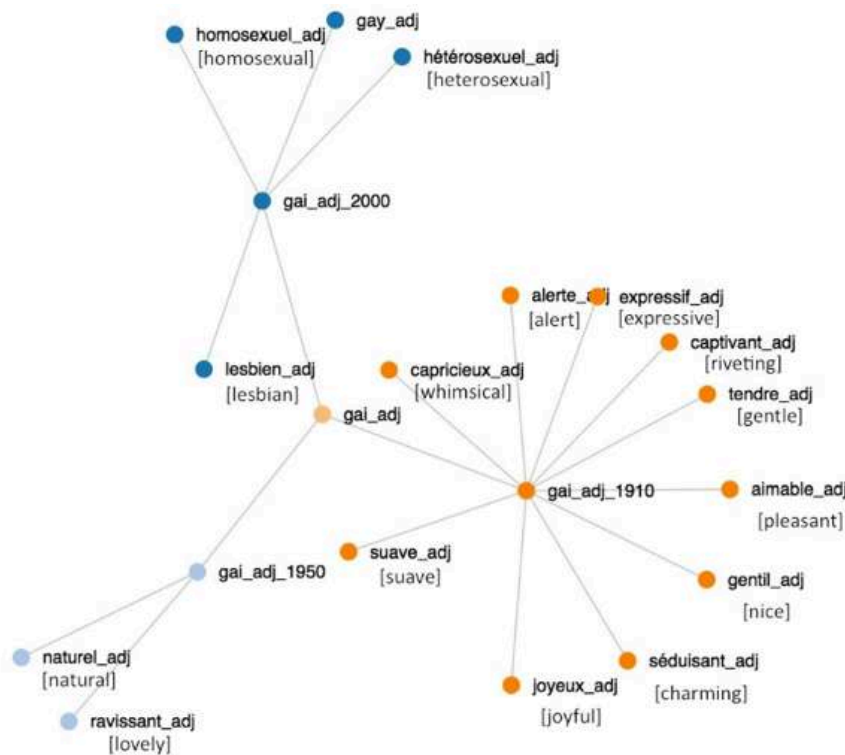 homosexuel_adj
[homosexual]
gay_adj
hétérosexuel_adj
[heterosexual]
gai_adj_2000
lesbien_adj
[lesbian]
gai_adj
capricieux_adj
[whimsical]
alerte_adj
[alert]
expressif_adj
[expressive]
captivant_adj
[riveting]
tendre_adj
[gentle]
gai_adj_1910
aimable_adj
[pleasant]
suave_adj
[suave]
gai_adj_1950
gentil_adj
[nice]
naturel_adj
[natural]
ravissant_adj
[lovely]
joyeux_adj
[joyful]
séduisant_adj
[charming]